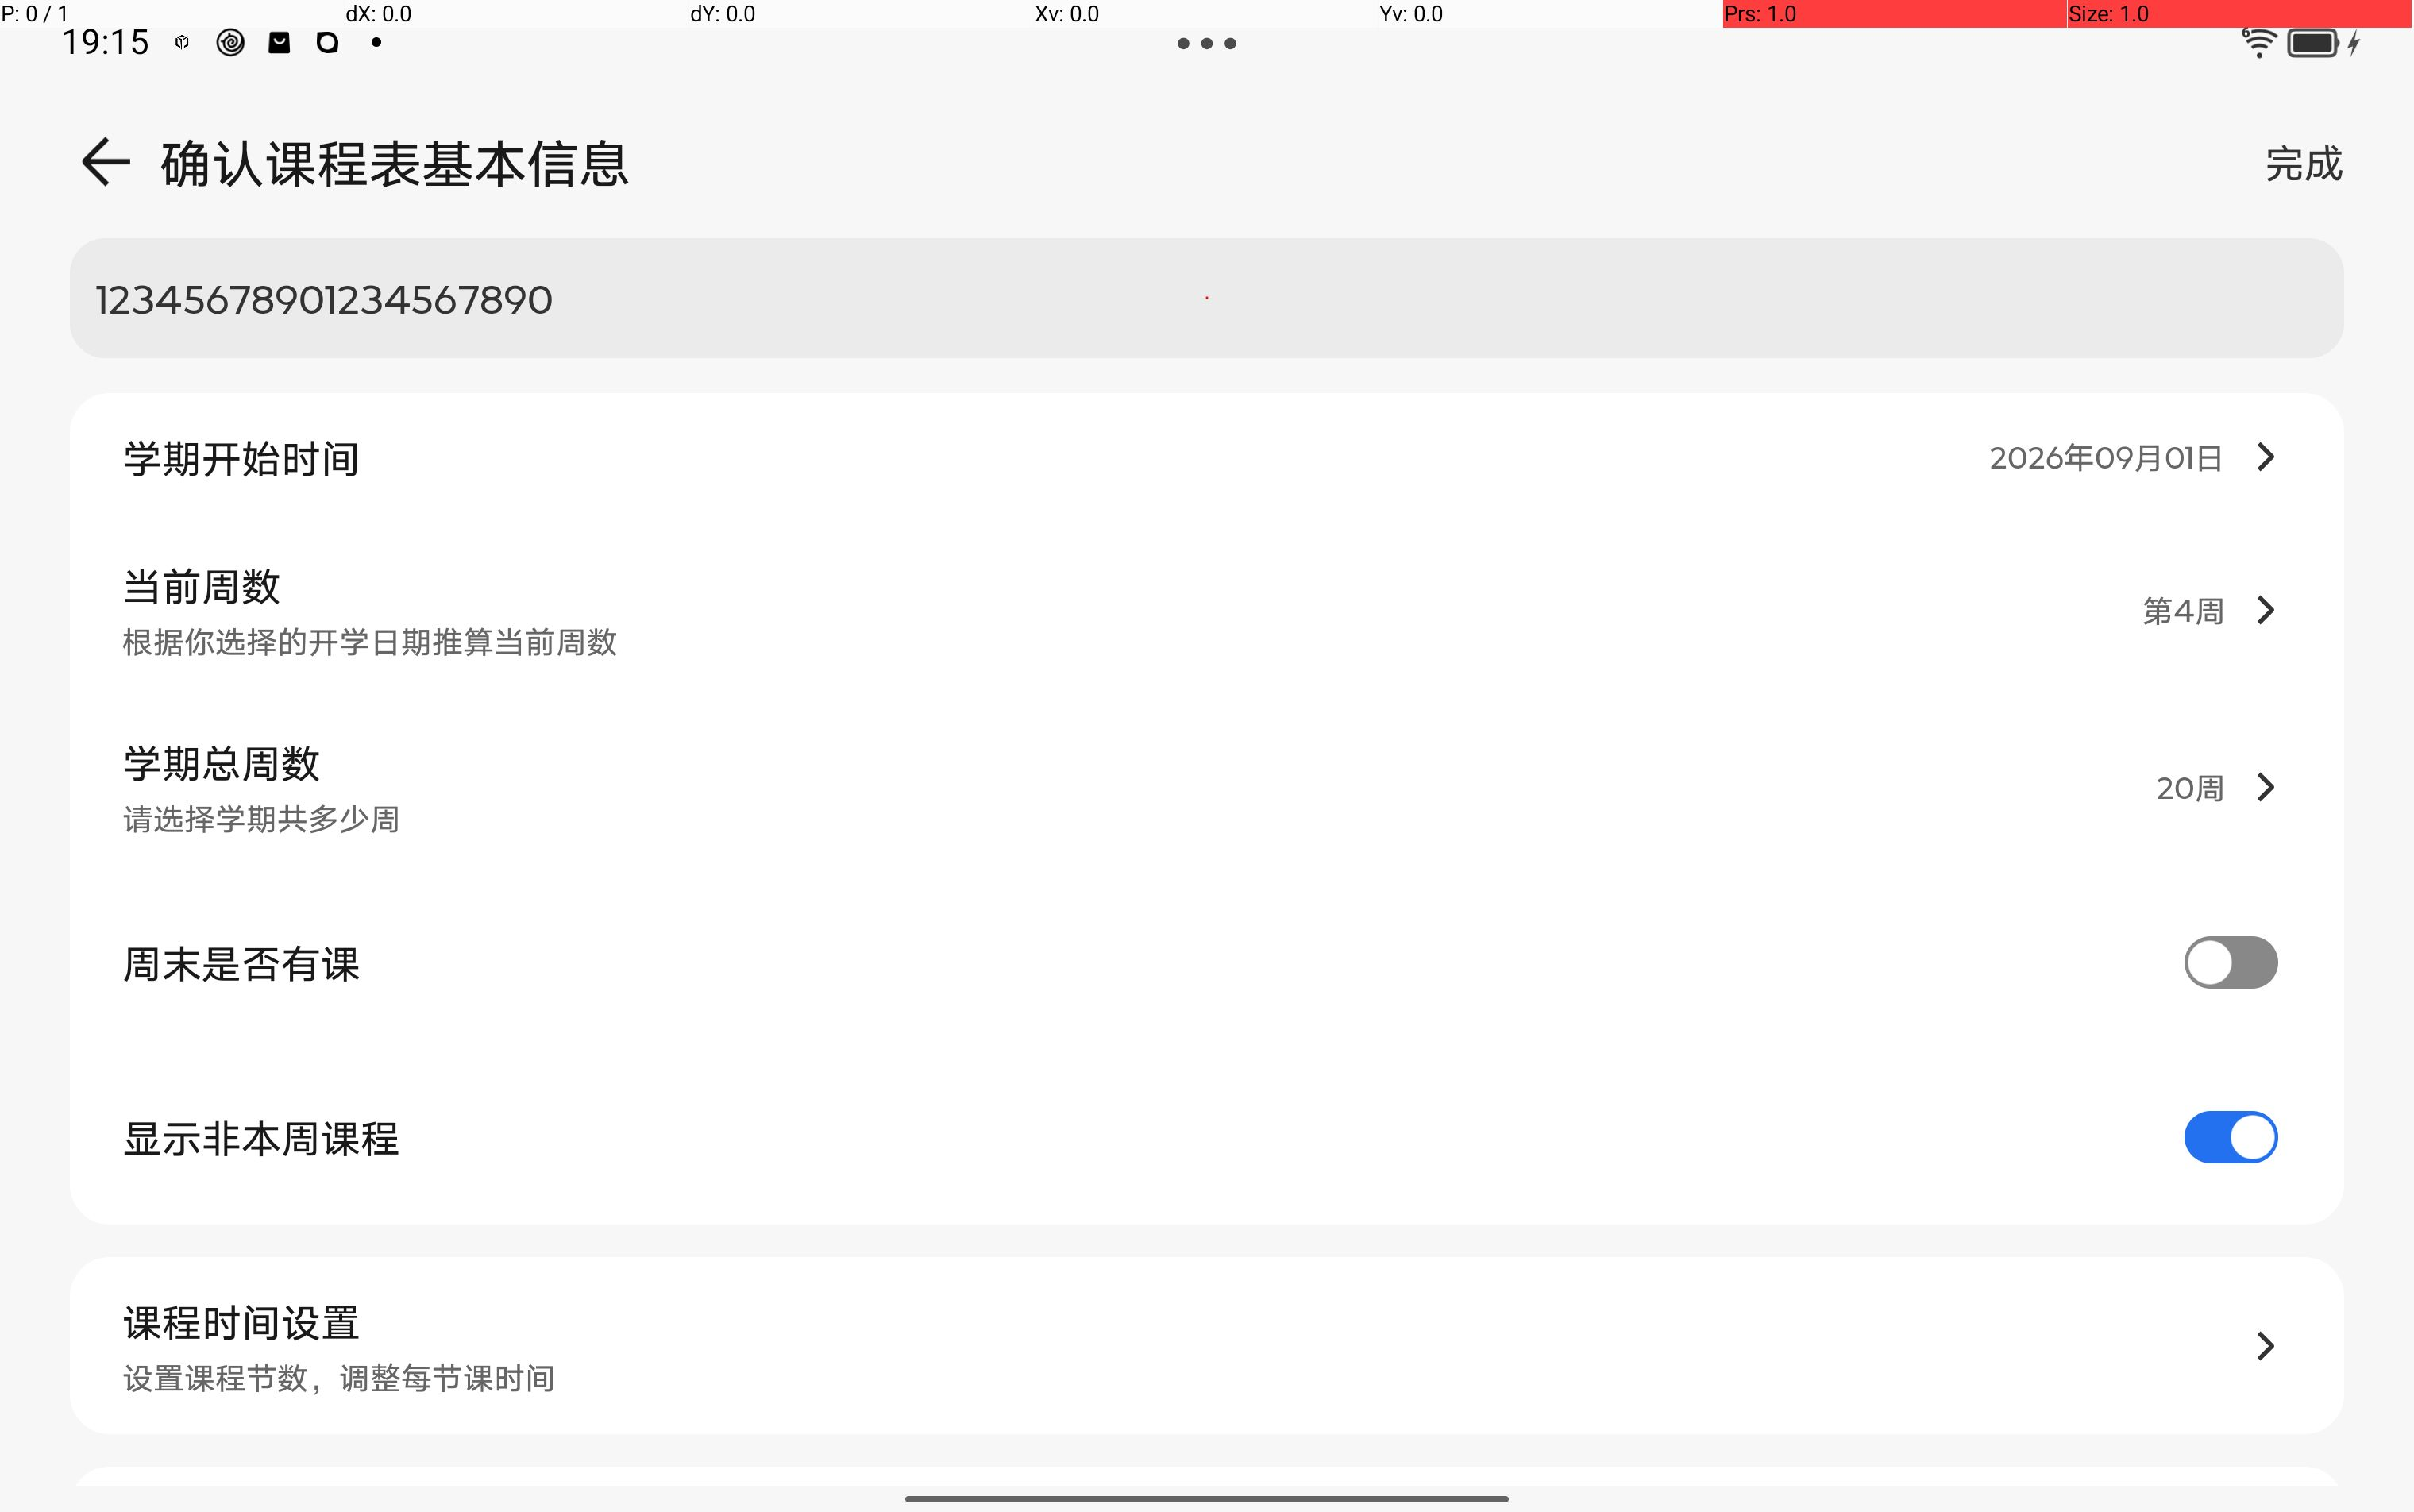 P: 0 / 1 dX: 0.0 dY: 0.0 Xv: 0.0 Yv: 0.0 Prs: 1.0 Size: 1.0
19:15 6
确认课程表基本信息 完成
12345678901234567890
学期开始时间 2026年09月01日
当前周数 第4周
根据你选择的开学日期推算当前周数
学期总周数 20周
请选择学期共多少周
周末是否有课
显示非本周课程
课程时间设置
设置课程节数，调整每节课时间